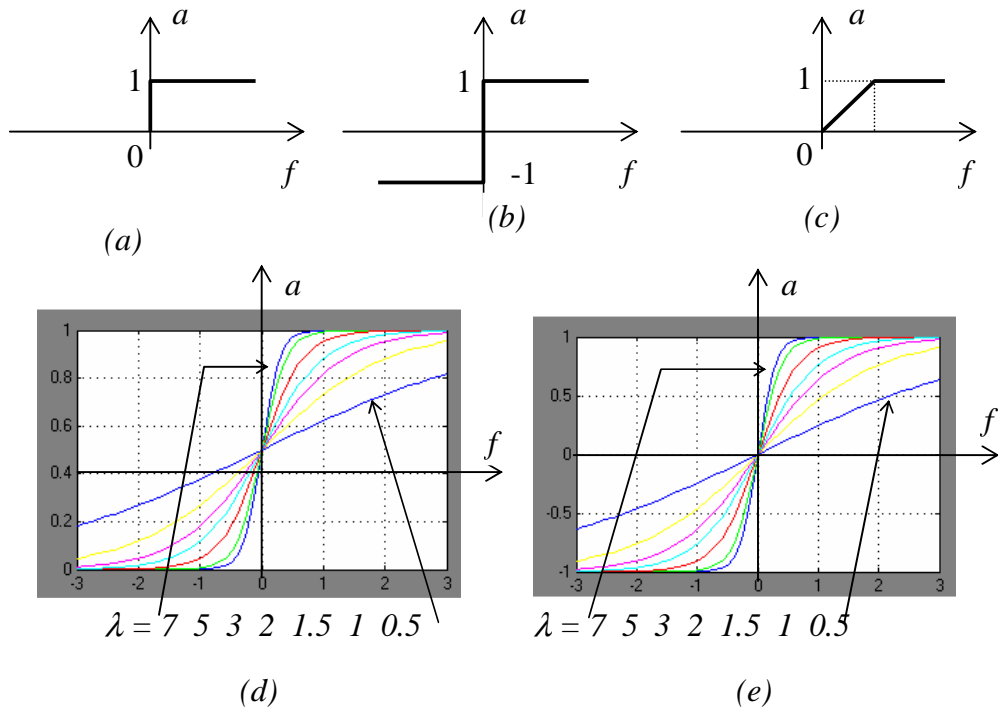 a a a
1 1 1
0 f -1 f 0 f
(a) (b) (c)
a a
1 1
0.8 0.5
0.6 f f
0.4 0
0.2 -0.5
0 -1
-3 -2 -1 0 1 2 3 -3 -2 -1 0 1 2 3
λ = 7 5 3 2 1.5 1 0.5 λ = 7 5 3 2 1.5 1 0.5
(d) (e)